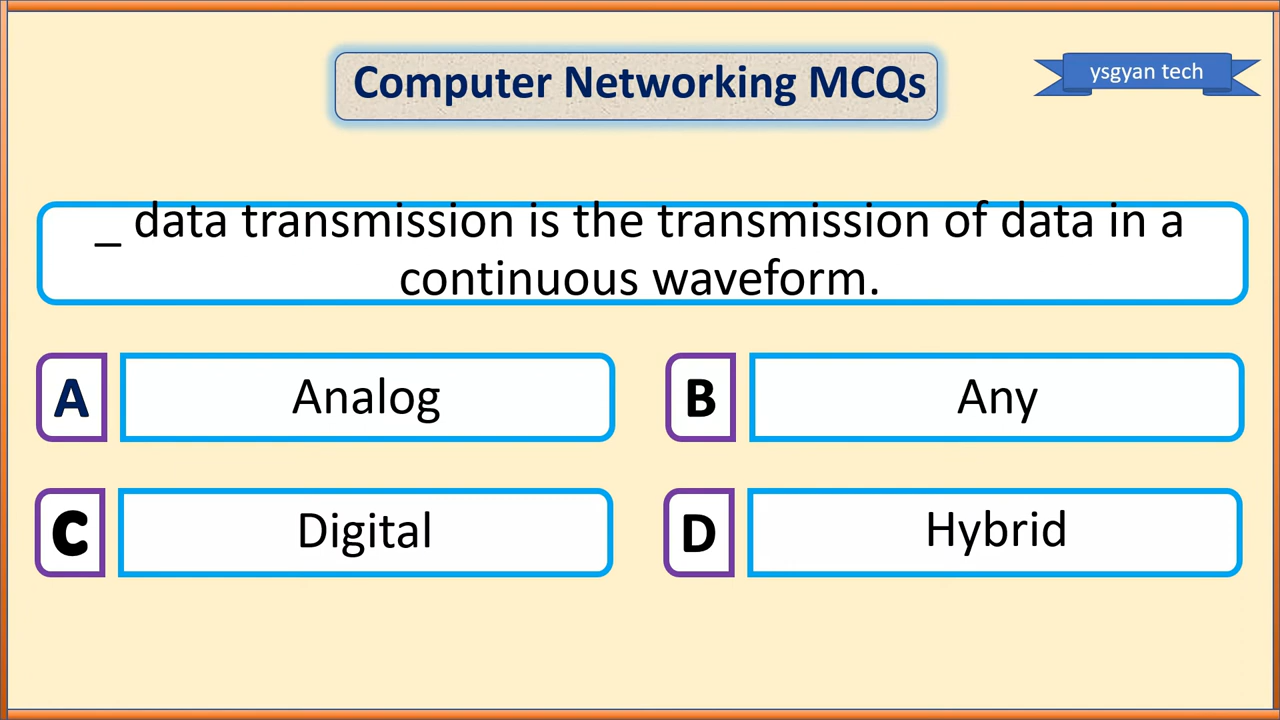 Computer Networking MCQs
ysgyan tech
_ data transmission is the transmission of data in a
continuous waveform.
A Analog
B Any
C Digital
D Hybrid